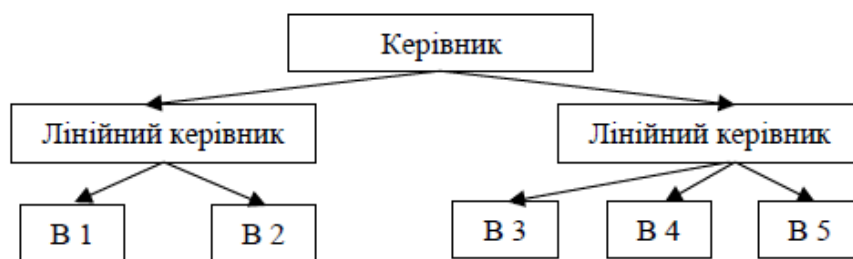 Керівник
Лінійний керівник
Лінійний керівник
В 1
В 2
В 3
В 4
В 5